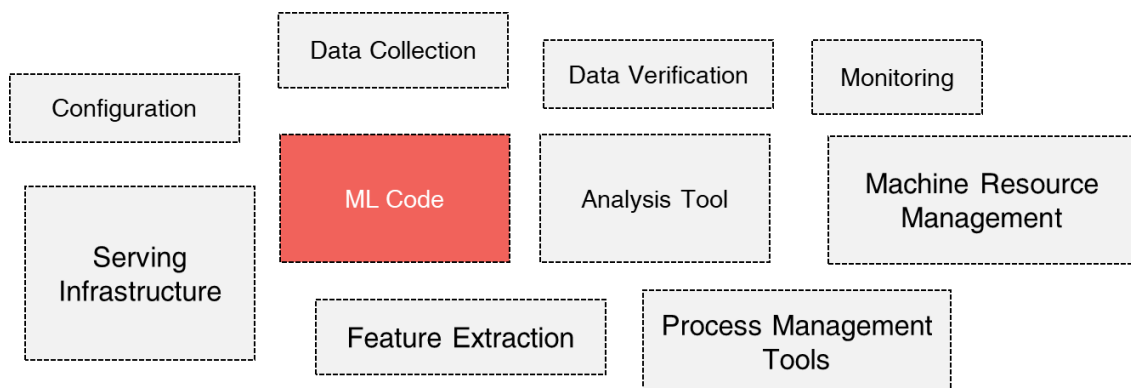 Data Collection
Data Verification
Monitoring
Configuration
ML Code
Analysis Tool
Machine Resource
Management
Serving
Infrastructure
Feature Extraction
Process Management
Tools